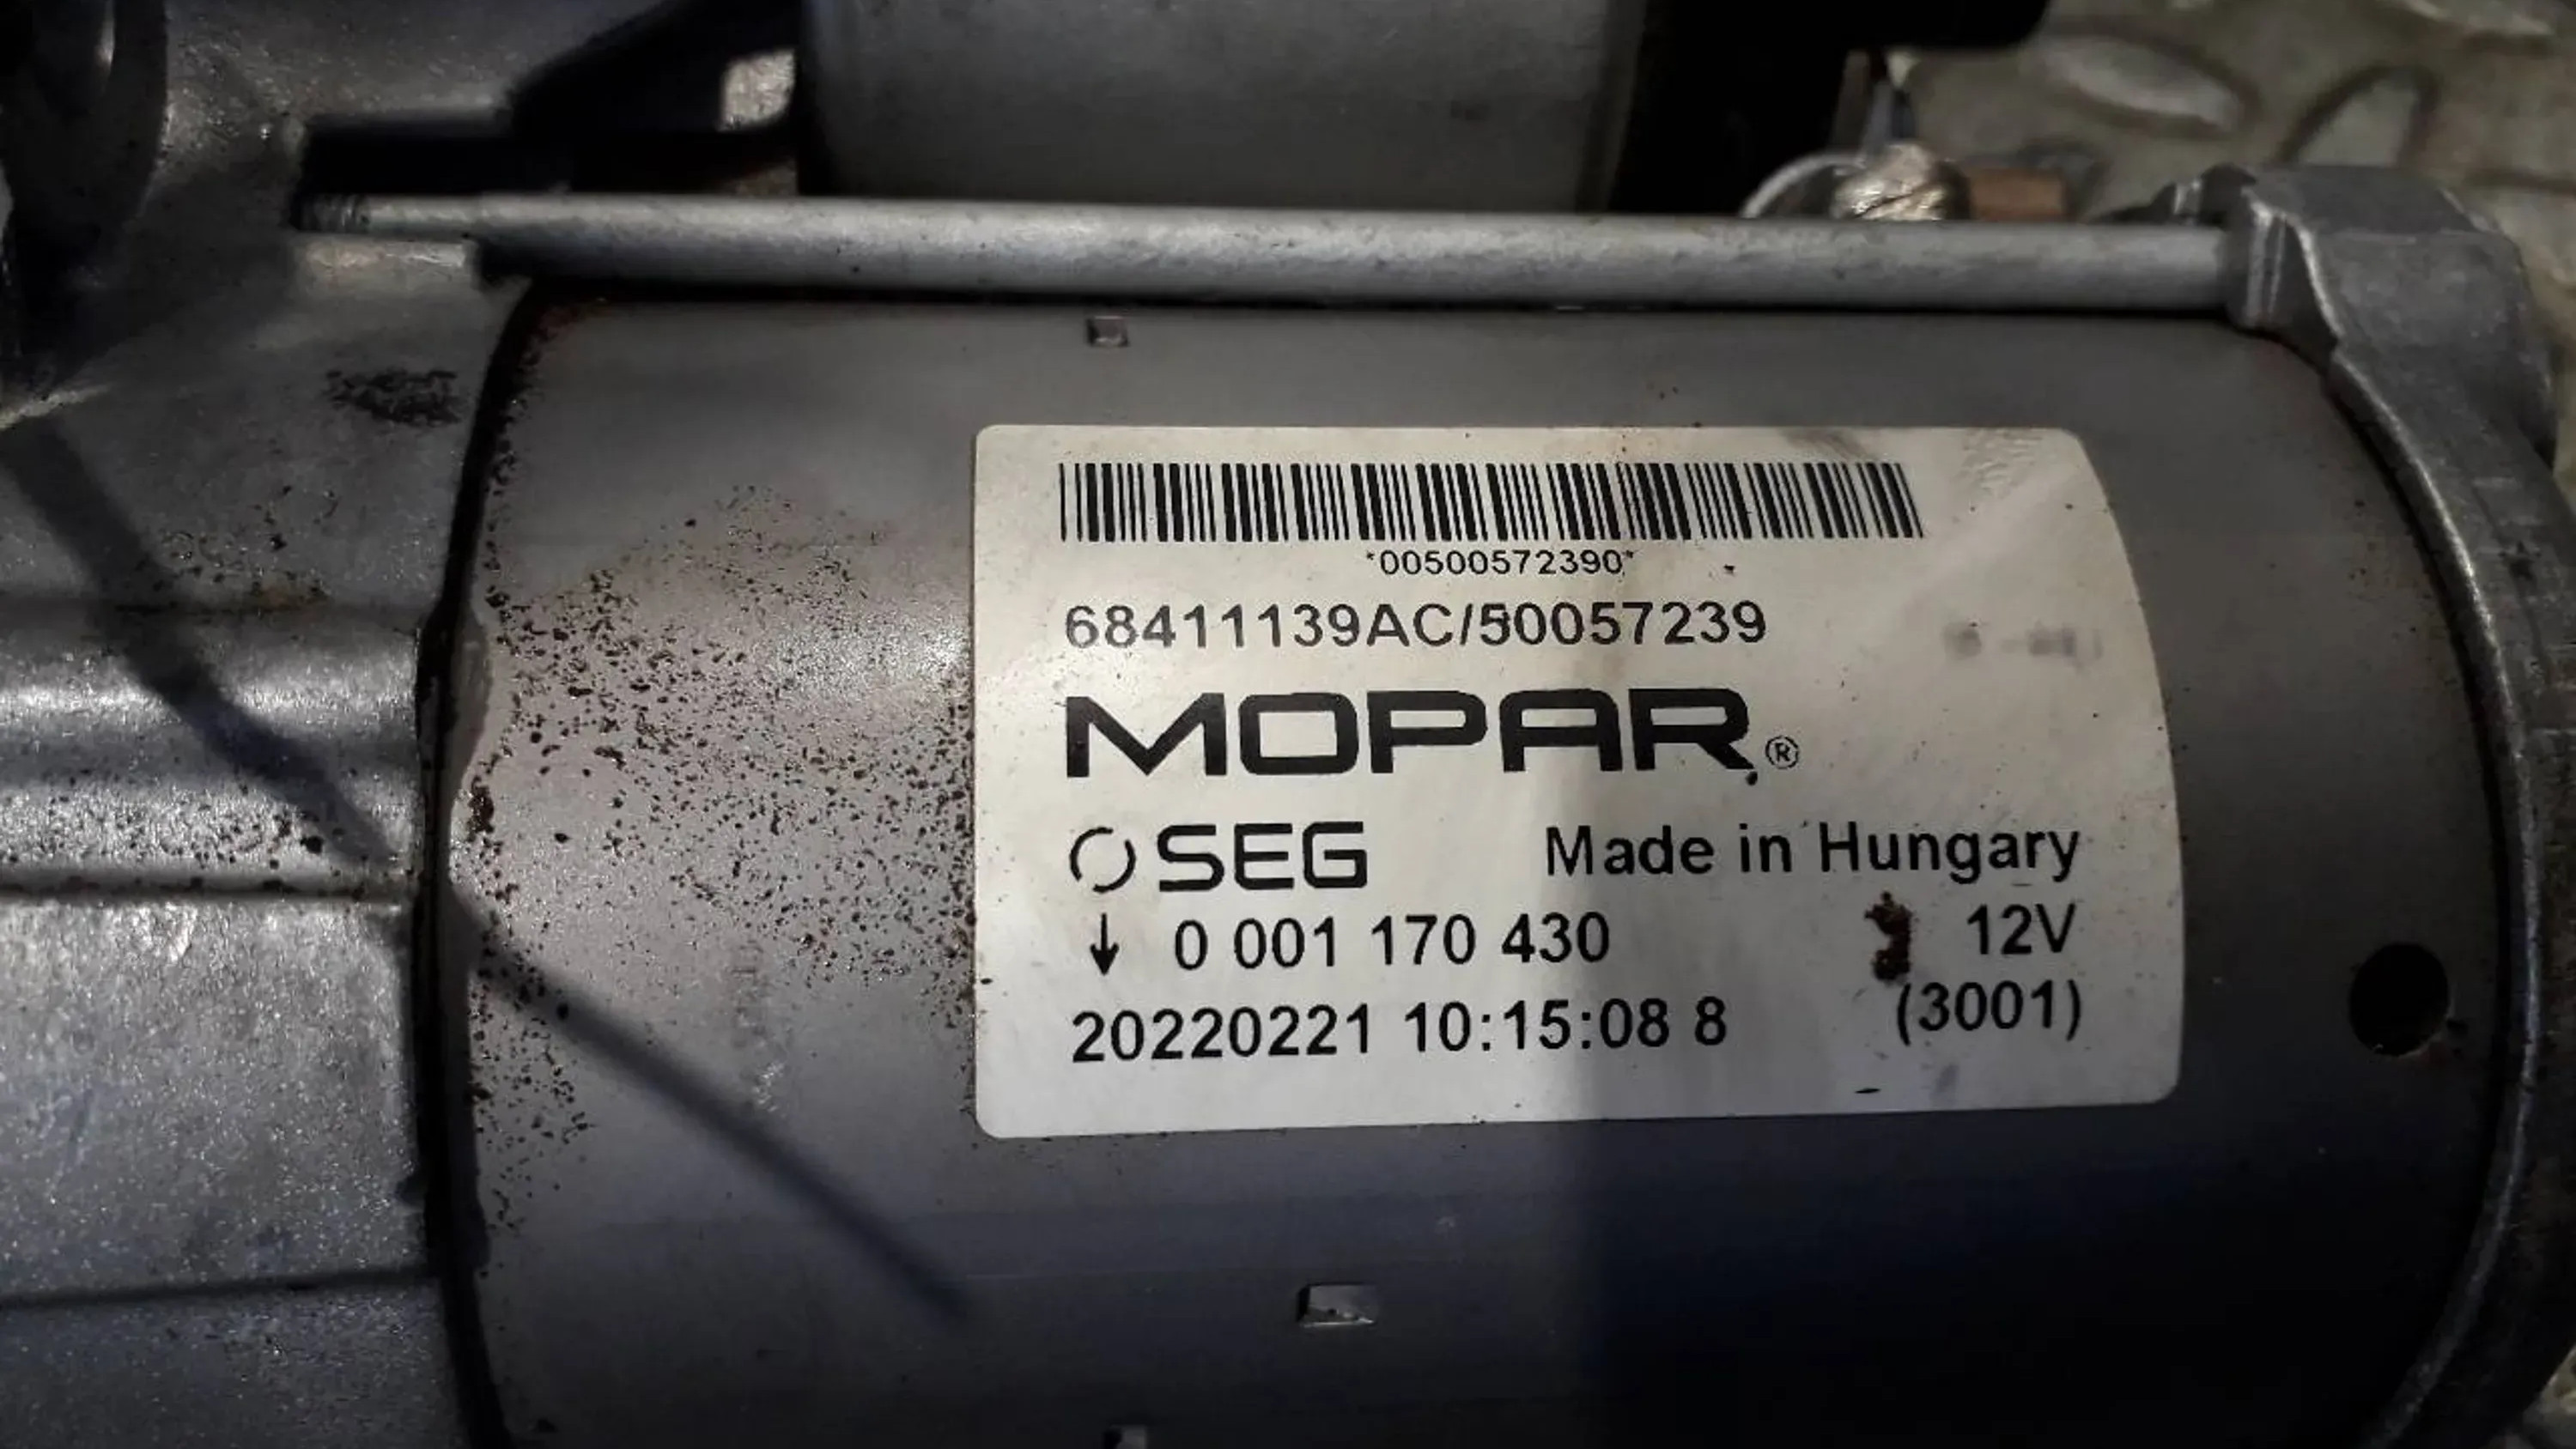 *00500572390*
68411139AC/50057239
MOPAR®
SEG Made in Hungary
↓ 0 001 170 430 12V
20220221 10:15:08 8 (3001)